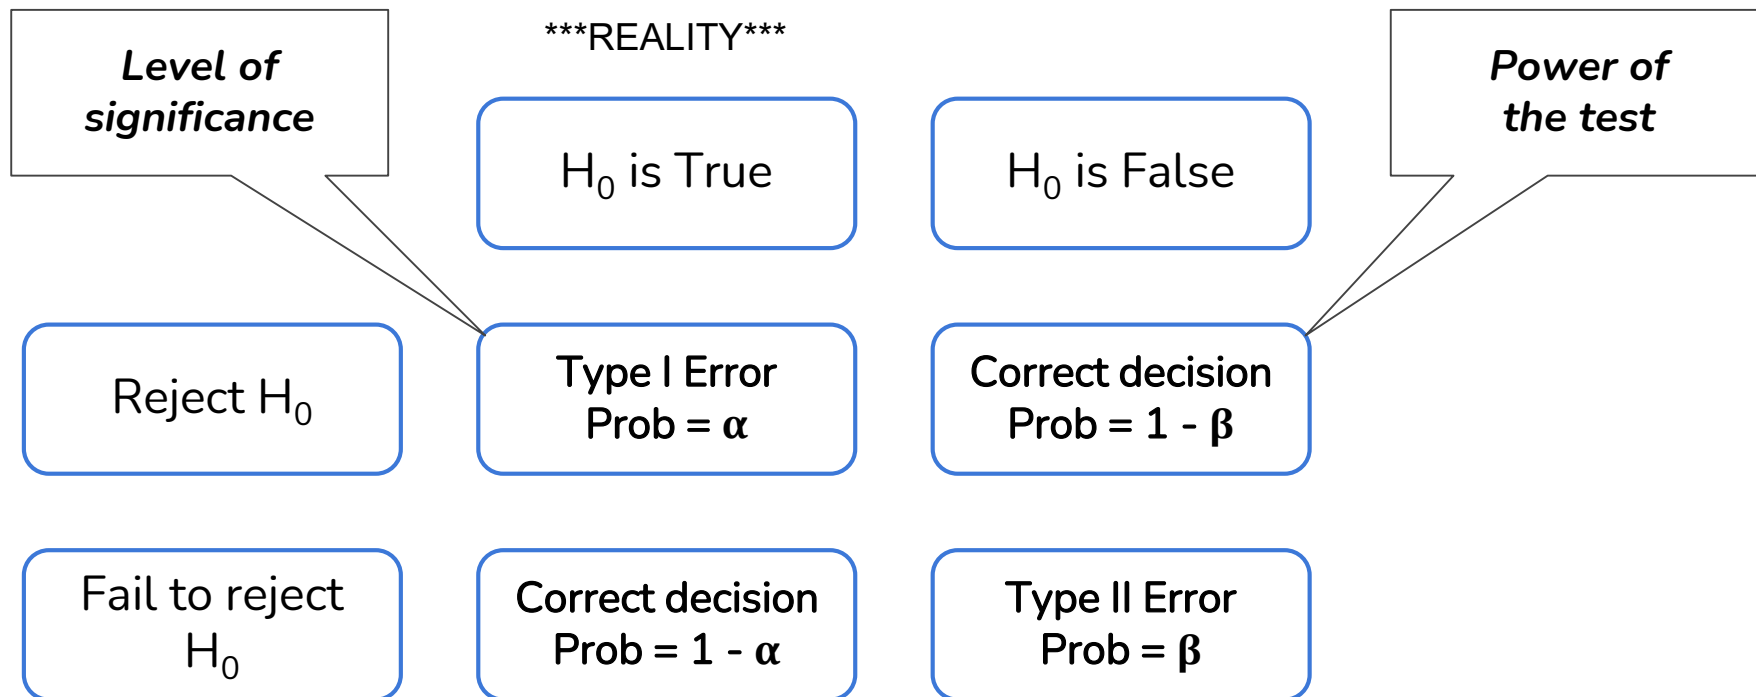 Level of
significance
***REALITY***
Power of
the test
H₀ is True
H₀ is False
Reject H₀
Type I Error
Prob = α
Correct decision
Prob = 1 - β
Fail to reject
H₀
Correct decision
Prob = 1 - α
Type II Error
Prob = β